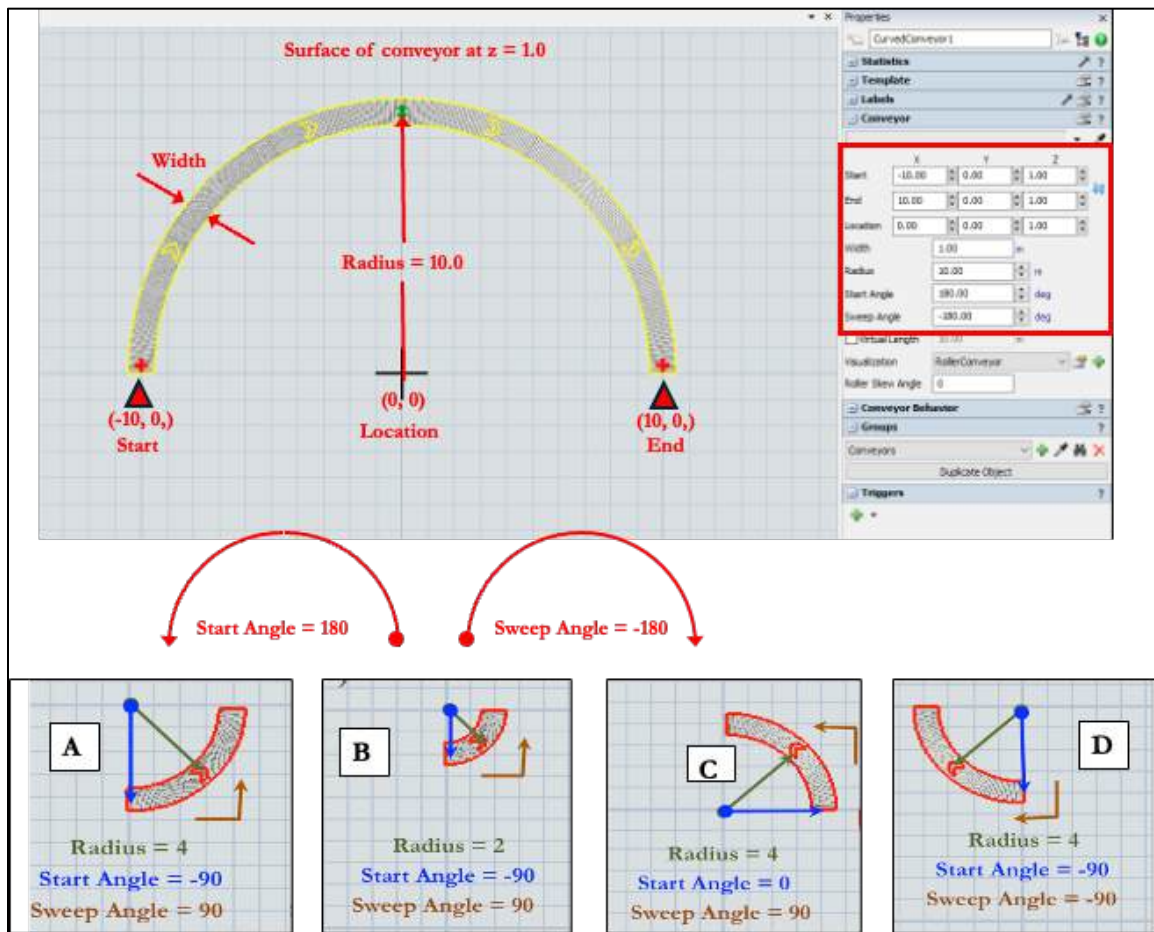 Properties
Surface of conveyor at z = 1.0
CurvedConveyor1
Statistics
Template
Labels
Conveyor
X Y Z
Start -10.00 0.00 1.00
End 10.00 0.00 1.00
Location 0.00 0.00 1.00
Width 1.00 m
Radius 10.00 m
Start Angle 180.00 deg
Sweep Angle -180.00 deg
Virtual Length m
Visualization RollerConveyor
Roller Skew Angle 0
Conveyor Behavior
Groups
Conveyors
Duplicate Object
Triggers
Width
Radius = 10.0
(-10, 0,)
Start
(0, 0)
Location
(10, 0,)
End
Start Angle = 180
Sweep Angle = -180
A
Radius = 4
Start Angle = -90
Sweep Angle = 90
B
Radius = 2
Start Angle = -90
Sweep Angle = 90
C
Radius = 4
Start Angle = 0
Sweep Angle = 90
D
Radius = 4
Start Angle = -90
Sweep Angle = -90